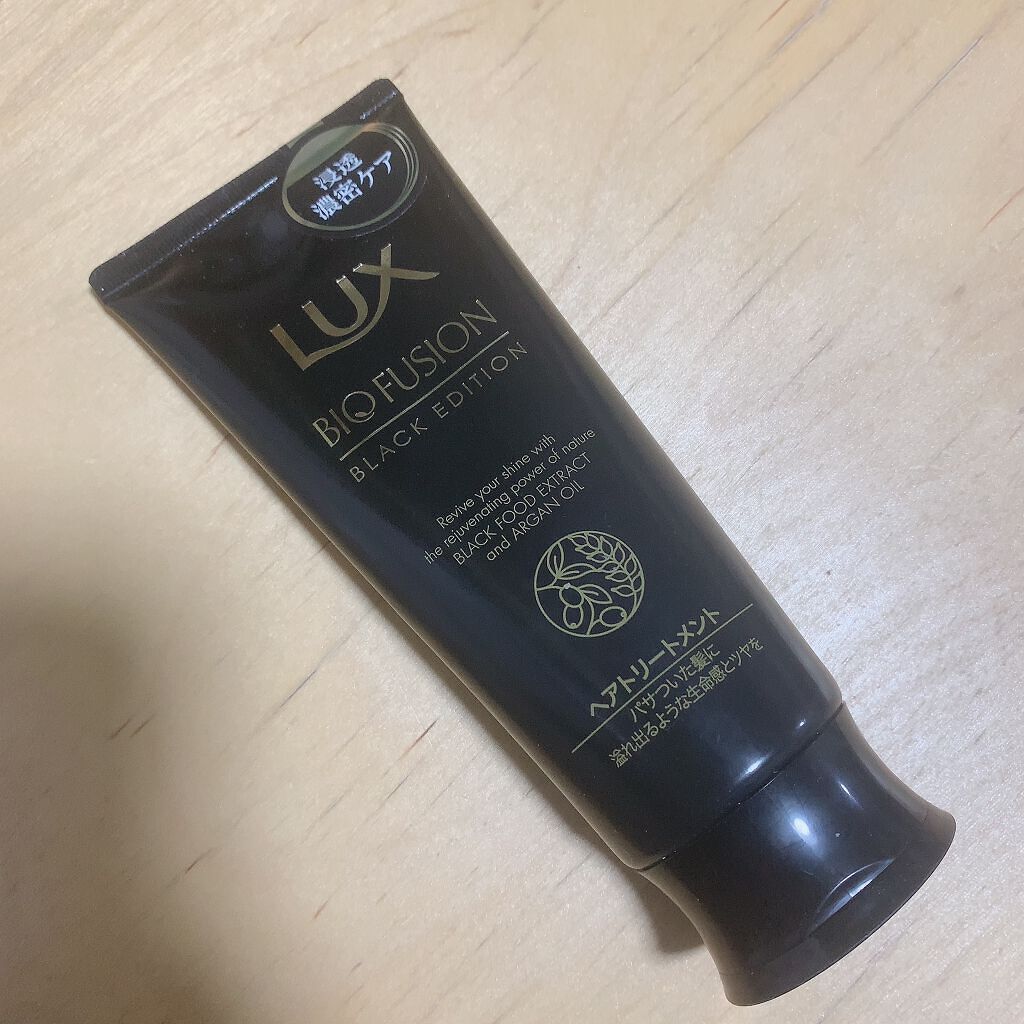 浸透
濃密ケア
LUX
BIOFUSION
BLACK EDITION
Revive your shine with
the rejuvenating power of nature
BLACK FOOD EXTRACT
and ARGAN OIL
ヘアトリートメント
パサついた髪に
溢れ出るような生命感とツヤを